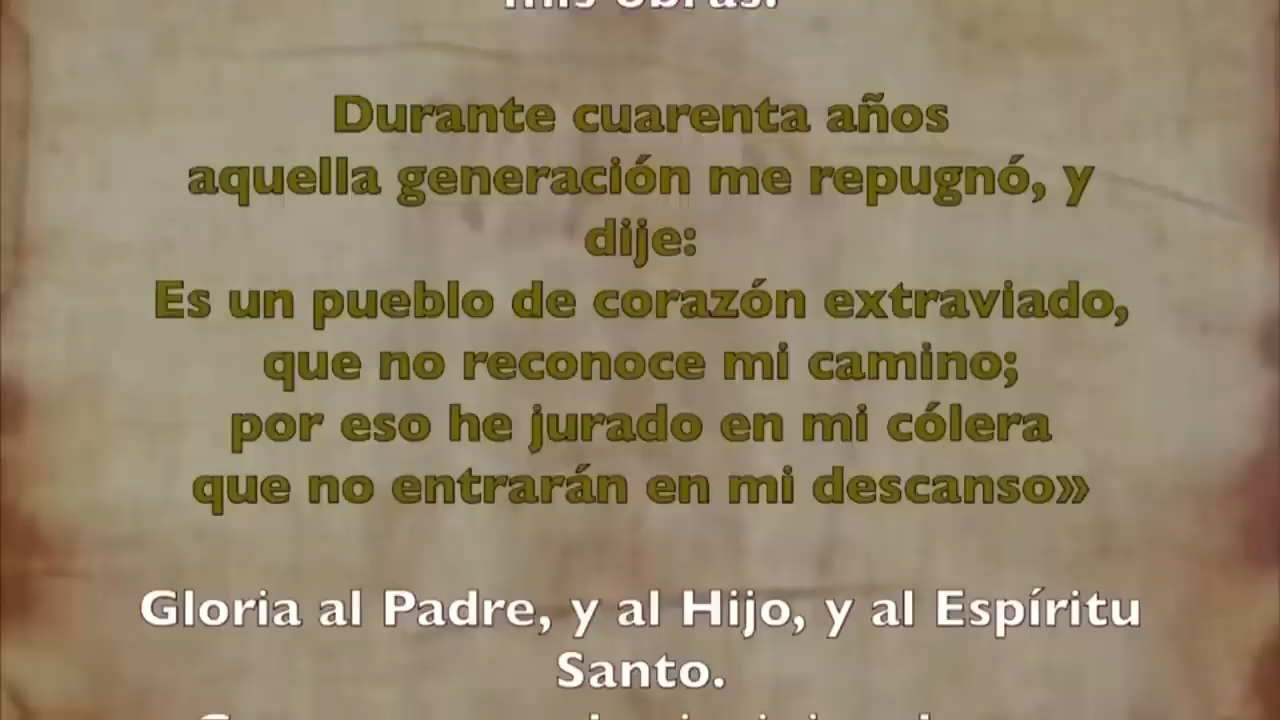 mis obras.
Durante cuarenta años
aquella generación me repugnó, y
dije:
Es un pueblo de corazón extraviado,
que no reconoce mi camino;
por eso he jurado en mi cólera
que no entrarán en mi descanso»
Gloria al Padre, y al Hijo, y al Espíritu
Santo.